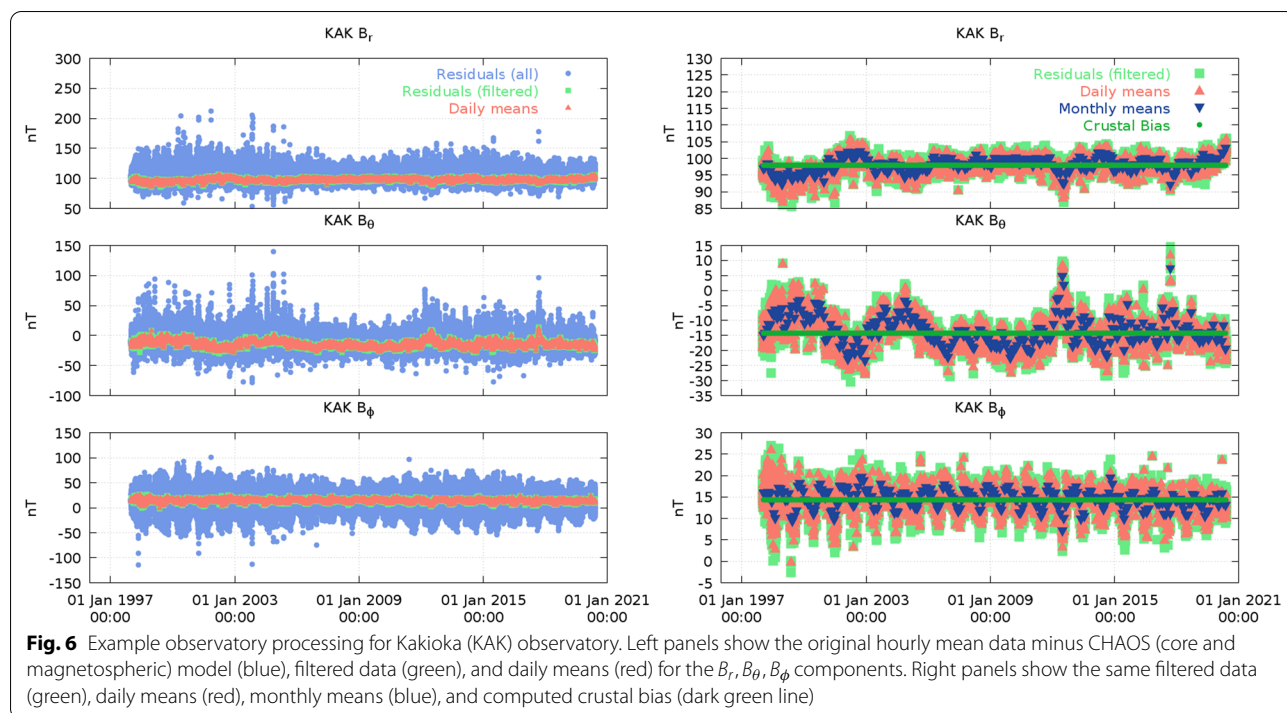 KAK Br
300
250
200
150
100
50
nT
Residuals (all)
Residuals (filtered)
Daily means
KAK Bθ
150
100
50
0
-50
-100
nT
KAK Bϕ
150
100
50
0
-50
-100
-150
nT
01 Jan 1997 01 Jan 2003 01 Jan 2009 01 Jan 2015 01 Jan 2021
00:00 00:00 00:00 00:00 00:00
KAK Br
130
125
120
115
110
105
100
95
90
85
nT
Residuals (filtered)
Daily means
Monthly means
Crustal Bias
KAK Bθ
15
10
5
0
-5
-10
-15
-20
-25
-30
-35
nT
KAK Bϕ
30
25
20
15
10
5
0
-5
nT
01 Jan 1997 01 Jan 2003 01 Jan 2009 01 Jan 2015 01 Jan 2021
00:00 00:00 00:00 00:00 00:00
Fig. 6 Example observatory processing for Kakioka (KAK) observatory. Left panels show the original hourly mean data minus CHAOS (core and
magnetospheric) model (blue), filtered data (green), and daily means (red) for the Br, Bθ, Bϕ components. Right panels show the same filtered data
(green), daily means (red), monthly means (blue), and computed crustal bias (dark green line)